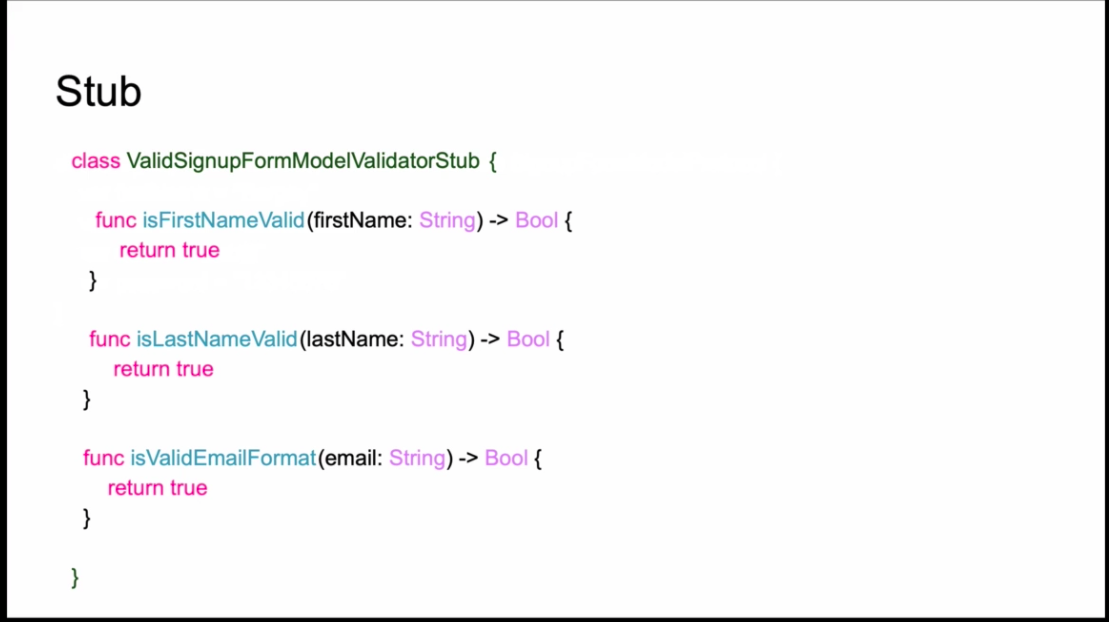 Stub
class ValidSignupFormModelValidatorStub {
func isFirstNameValid(firstName: String) -> Bool {
return true
}
func isLastNameValid(lastName: String) -> Bool {
return true
}
func isValidEmailFormat(email: String) -> Bool {
return true
}
}